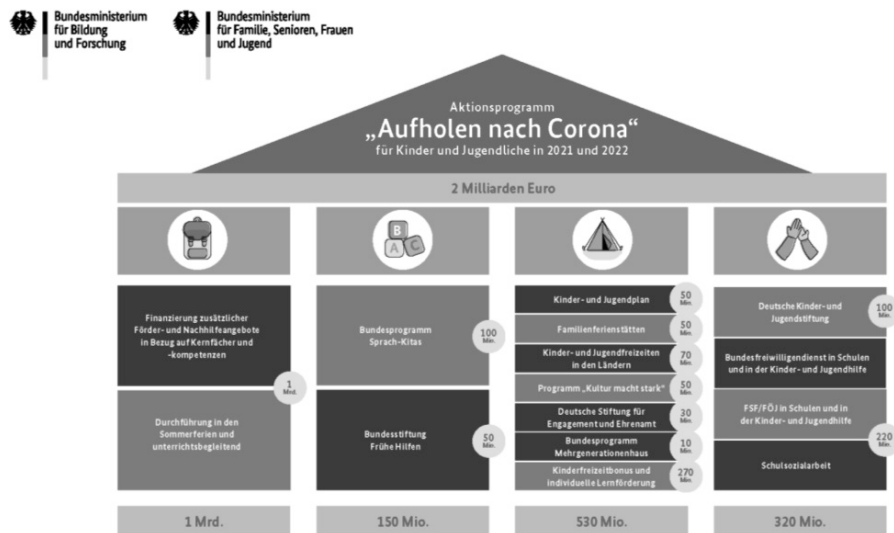 Bundesministerium
für Bildung
und Forschung
Bundesministerium
für Familie, Senioren, Frauen
und Jugend
Aktionsprogramm
„Aufholen nach Corona“
für Kinder und Jugendliche in 2021 und 2022
2 Milliarden Euro
Finanzierung zusätzlicher
Förder- und Nachhilfeangebote
in Bezug auf Kernfächer und
-kompetenzen
1
Mrd.
Durchführung in den
Sommerferien und
unterrichtsbegleitend
1 Mrd.
B
A
C
Bundesprogramm
Sprach-Kitas
100
Mio.
Bundesstiftung
Frühe Hilfen
50
Mio.
150 Mio.
Kinder- und Jugendplan
50
Mio.
Familienferienstätten
50
Mio.
Kinder- und Jugendfreizeiten
in den Ländern
70
Mio.
Programm „Kultur macht stark“
50
Mio.
Deutsche Stiftung für
Engagement und Ehrenamt
30
Mio.
Bundesprogramm
Mehrgenerationenhaus
10
Mio.
Kinderfreizeitbonus und
individuelle Lernförderung
270
Mio.
530 Mio.
Deutsche Kinder- und
Jugendstiftung
100
Mio.
Bundesfreiwilligendienst in Schulen
und in der Kinder- und Jugendhilfe
FSF/FÖJ in Schulen und in
der Kinder- und Jugendhilfe
220
Mio.
Schulsozialarbeit
320 Mio.